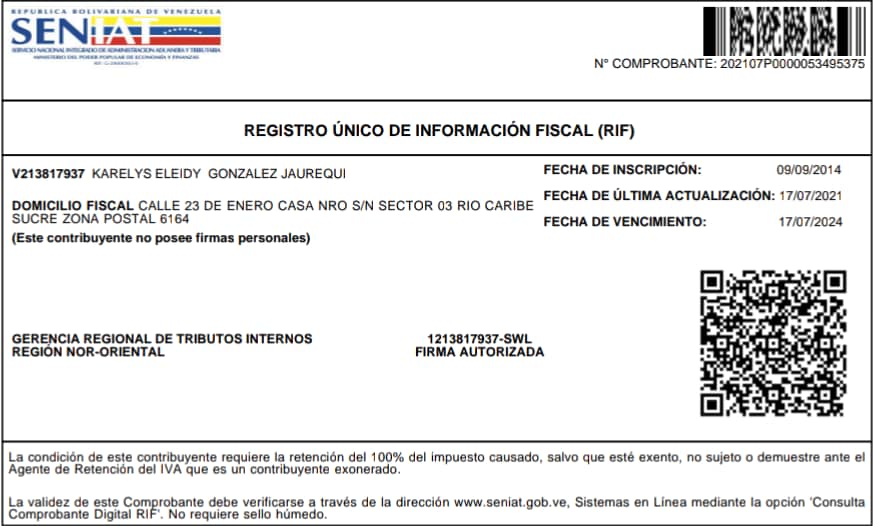 REPUBLICA BOLIVARIANA DE VENEZUELA
SENIAT
SERVICIO NACIONAL INTEGRADO DE ADMINISTRACION ADUANERA Y TRIBUTARIA
MINISTERIO DEL PODER POPULAR DE ECONOMÍA Y FINANZAS
N° COMPROBANTE: 202107P0000053495375
REGISTRO ÚNICO DE INFORMACIÓN FISCAL (RIF)
V213817937 KARELYS ELEIDY GONZALEZ JAUREQUI
FECHA DE INSCRIPCIÓN: 09/09/2014
DOMICILIO FISCAL CALLE 23 DE ENERO CASA NRO S/N SECTOR 03 RIO CARIBE
SUCRE ZONA POSTAL 6164
FECHA DE ÚLTIMA ACTUALIZACIÓN: 17/07/2021
(Este contribuyente no posee firmas personales)
FECHA DE VENCIMIENTO: 17/07/2024
GERENCIA REGIONAL DE TRIBUTOS INTERNOS
REGIÓN NOR-ORIENTAL
1213817937-SWL
FIRMA AUTORIZADA
La condición de este contribuyente requiere la retención del 100% del impuesto causado, salvo que esté exento, no sujeto o demuestre ante el
Agente de Retención del IVA que es un contribuyente exonerado.
La validez de este Comprobante debe verificarse a través de la dirección www.seniat.gob.ve, Sistemas en Línea mediante la opción 'Consulta
Comprobante Digital RIF'. No requiere sello húmedo.